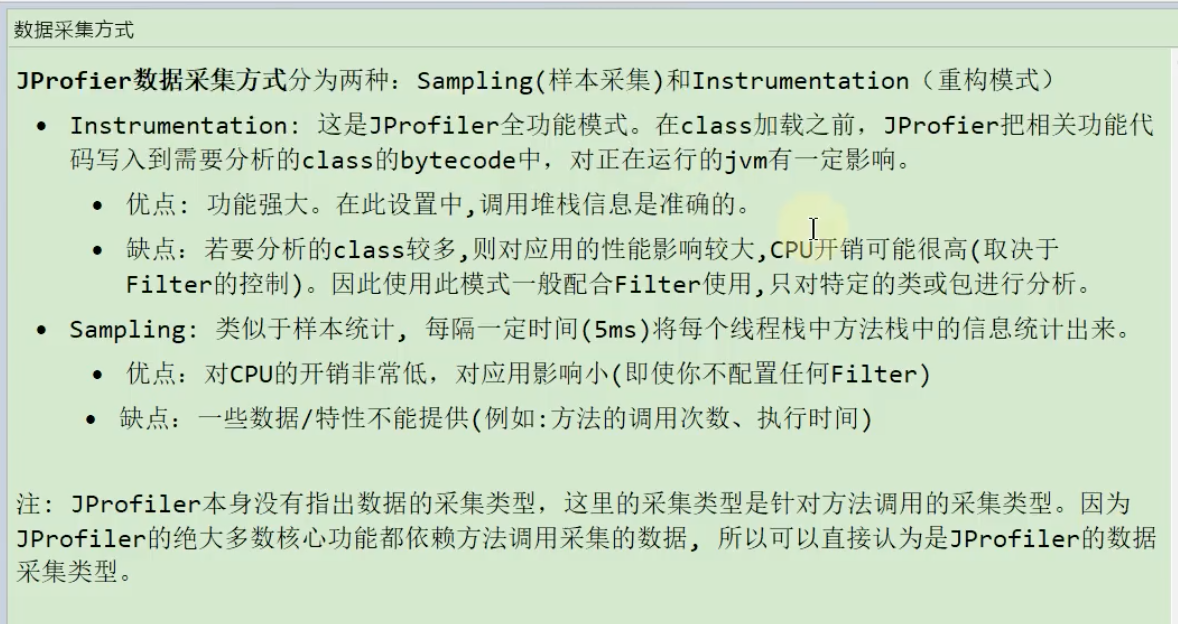 数据采集方式
JProfier数据采集方式分为两种：Sampling(样本采集)和Instrumentation（重构模式）
• Instrumentation: 这是JProfiler全功能模式。在class加载之前，JProfier把相关功能代
码写入到需要分析的class的bytecode中，对正在运行的jvm有一定影响。
• 优点: 功能强大。在此设置中,调用堆栈信息是准确的。
• 缺点：若要分析的class较多,则对应用的性能影响较大,CPU开销可能很高(取决于
Filter的控制)。因此使用此模式一般配合Filter使用,只对特定的类或包进行分析。
• Sampling: 类似于样本统计, 每隔一定时间(5ms)将每个线程栈中方法栈中的信息统计出来。
• 优点：对CPU的开销非常低，对应用影响小(即使你不配置任何Filter)
• 缺点：一些数据/特性不能提供(例如:方法的调用次数、执行时间)
注: JProfiler本身没有指出数据的采集类型，这里的采集类型是针对方法调用的采集类型。因为
JProfiler的绝大多数核心功能都依赖方法调用采集的数据, 所以可以直接认为是JProfiler的数据
采集类型。